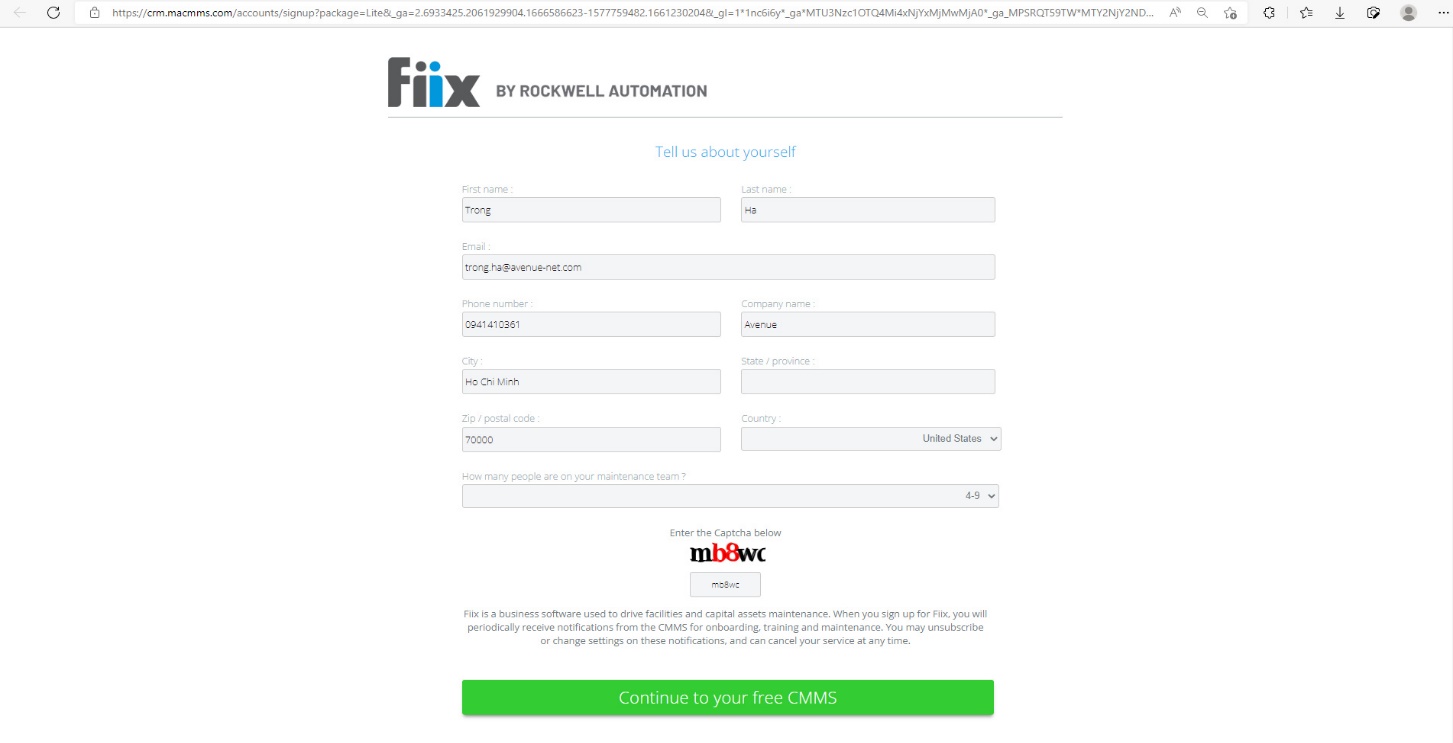 https://crm.macmms.com/accounts/signup?package=Lite&_ga=2.6933425.2061929904.1666586623-1577759482.1661230204&_gl=1*1nc6i6y*_ga*MTU3Nzc1OTQ4Mi4xNjYxMjMwMjA0*_ga_MPSRQT59TW*MTY2NjY2ND...
Fiix BY ROCKWELL AUTOMATION
Tell us about yourself
First name : Last name :
Trong Ha
Email :
trong.ha@avenue-net.com
Phone number : Company name :
0941410361 Avenue
City : State / province :
Ho Chi Minh
Zip / postal code : Country :
70000 United States
How many people are on your maintenance team ?
4-9
Enter the Captcha below
mb8wc
mb8wc
Fiix is a business software used to drive facilities and capital assets maintenance. When you sign up for Fiix, you will
periodically receive notifications from the CMMS for onboarding, training and maintenance. You may unsubscribe
or change settings on these notifications, and can cancel your service at any time.
Continue to your free CMMS